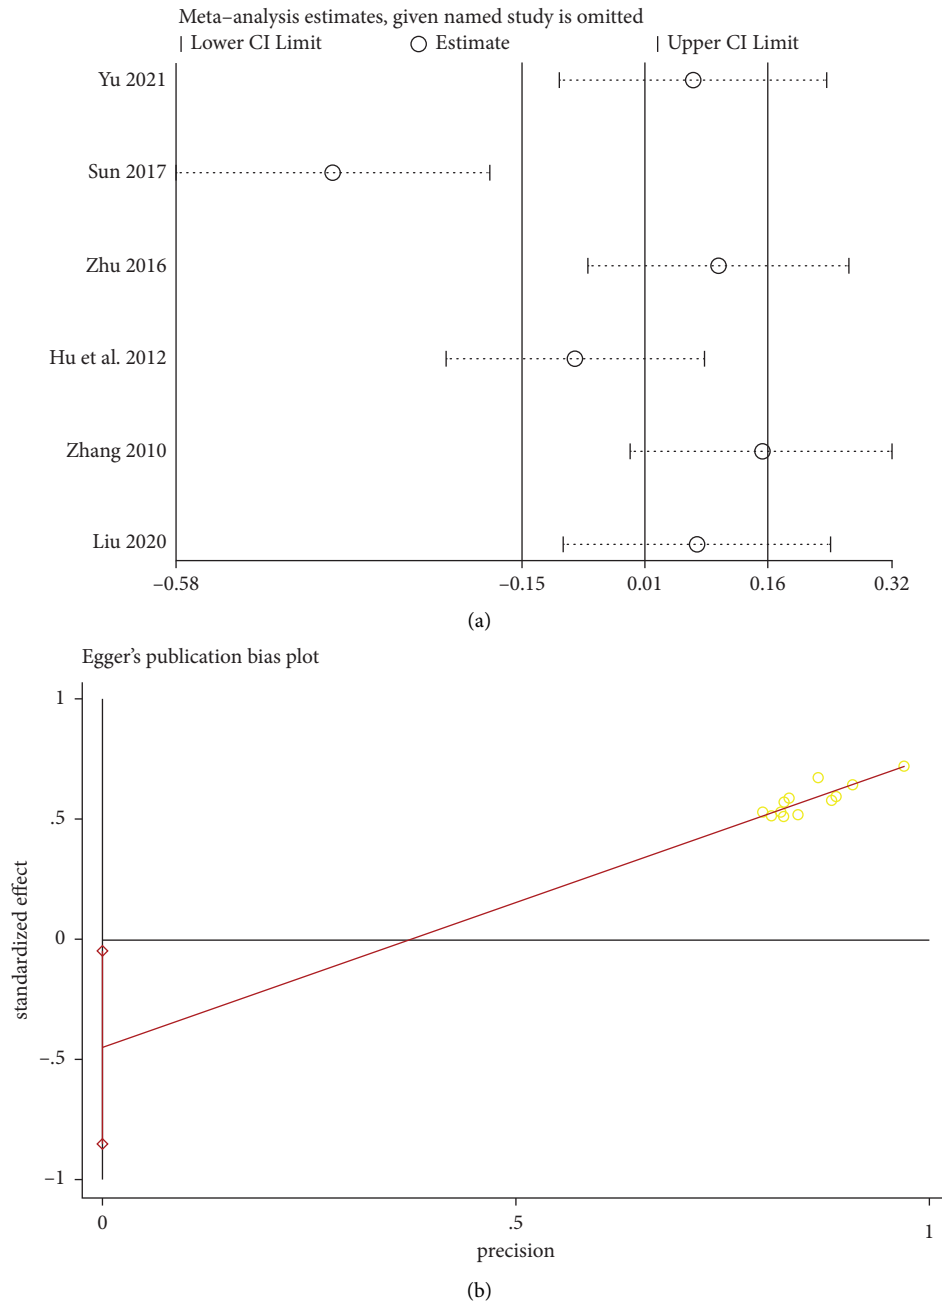 Meta–analysis estimates, given named study is omitted
| Lower CI Limit ○ Estimate | Upper CI Limit
Yu 2021
Sun 2017
Zhu 2016
Hu et al. 2012
Zhang 2010
Liu 2020
–0.58 –0.15 0.01 0.16 0.32
(a)
Egger’s publication bias plot
1
.5
0
–.5
–1
standardized effect
0 .5 1
precision
(b)